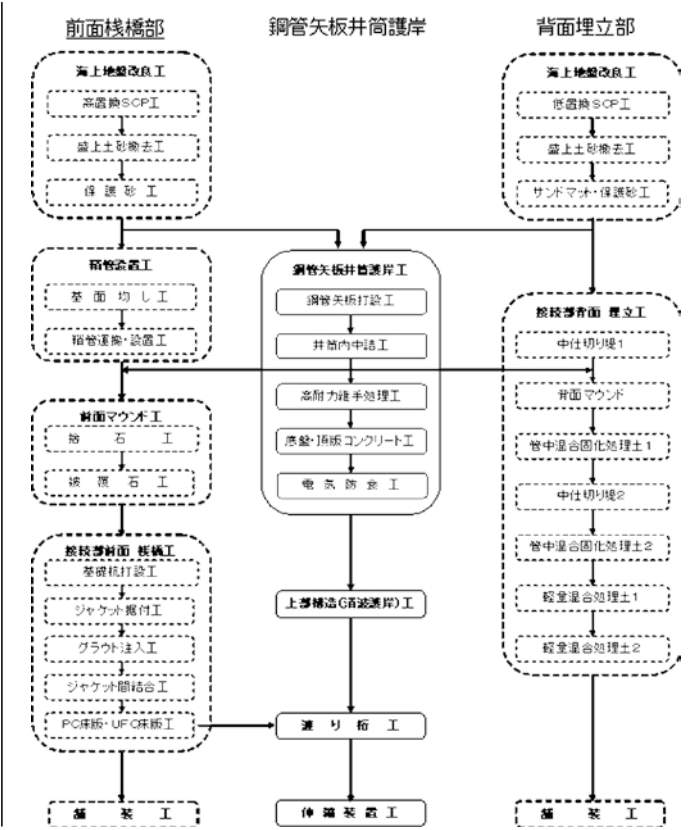 前面桟橋部
海上地盤改良工
高置換SCP工
盛上土砂撤去工
保護砂工
鞘管設置工
基面均し工
鞘管運搬・設置工
前面マウンド工
捨石工
被覆石工
接続部前面 桟橋工
基礎杭打設工
ジャケット据付工
グラウト注入工
ジャケット間結合工
PC床版・UFC床版工
舗装工
鋼管矢板井筒護岸
鋼管矢板井筒護岸工
鋼管矢板打設工
井筒内中詰工
高耐力継手処理工
底盤・頂版コンクリート工
電気防食工
上部構造(消波護岸)工
渡り桁工
伸縮装置工
背面埋立部
海上地盤改良工
低置換SCP工
盛上土砂撤去工
サンドマット・保護砂工
接続部背面 埋立工
中仕切り堤1
背面マウンド
管中混合固化処理土1
中仕切り堤2
管中混合固化処理土2
軽量混合処理土1
軽量混合処理土2
舗装工